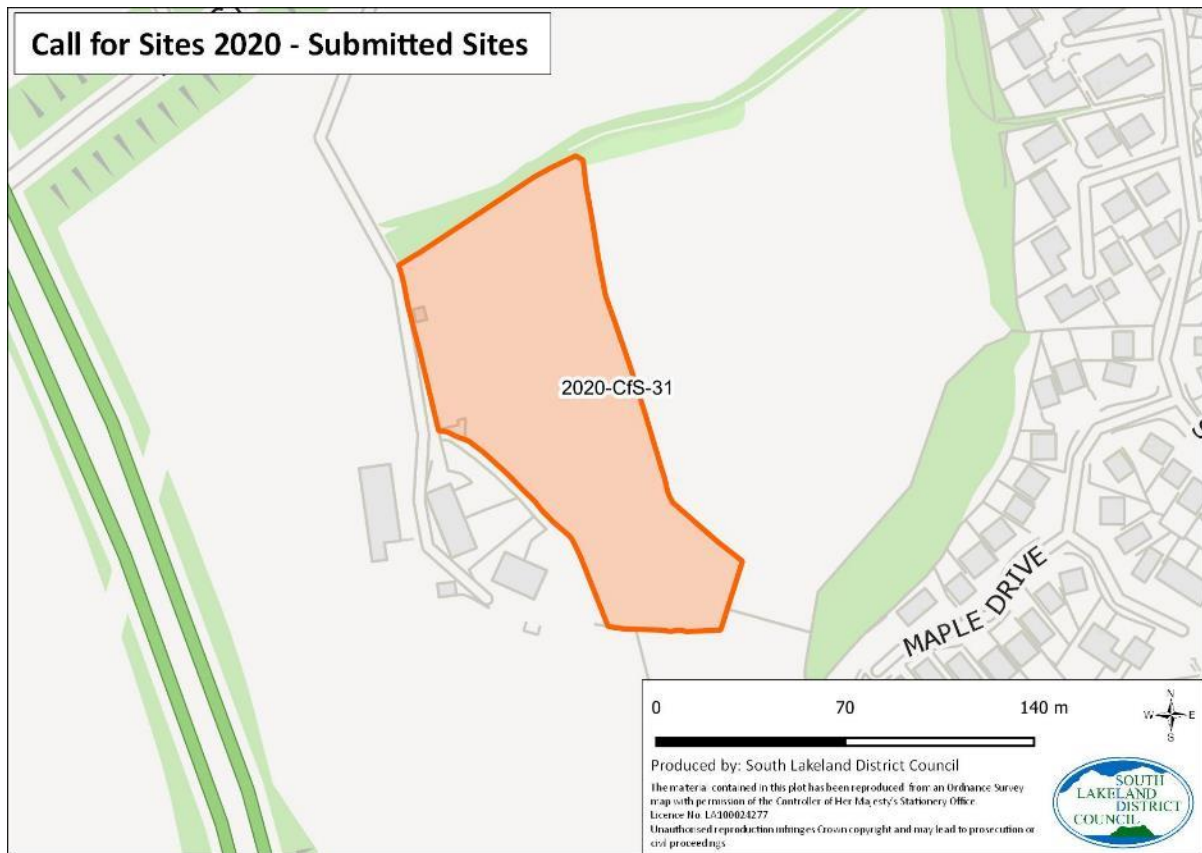 Call for Sites 2020 - Submitted Sites
2020-CfS-31
MAPLE DRIVE
0 70 140 m
N
W E
S
Produced by: South Lakeland District Council
The material contained in this plot has been reproduced from an Ordnance Survey
map with permission of the Controller of Her Majesty's Stationery Office.
Licence No. LA100024277
Unauthorised reproduction infringes Crown copyright and may lead to prosecution or
civil proceedings
SOUTH
LAKELAND
DISTRICT
COUNCIL